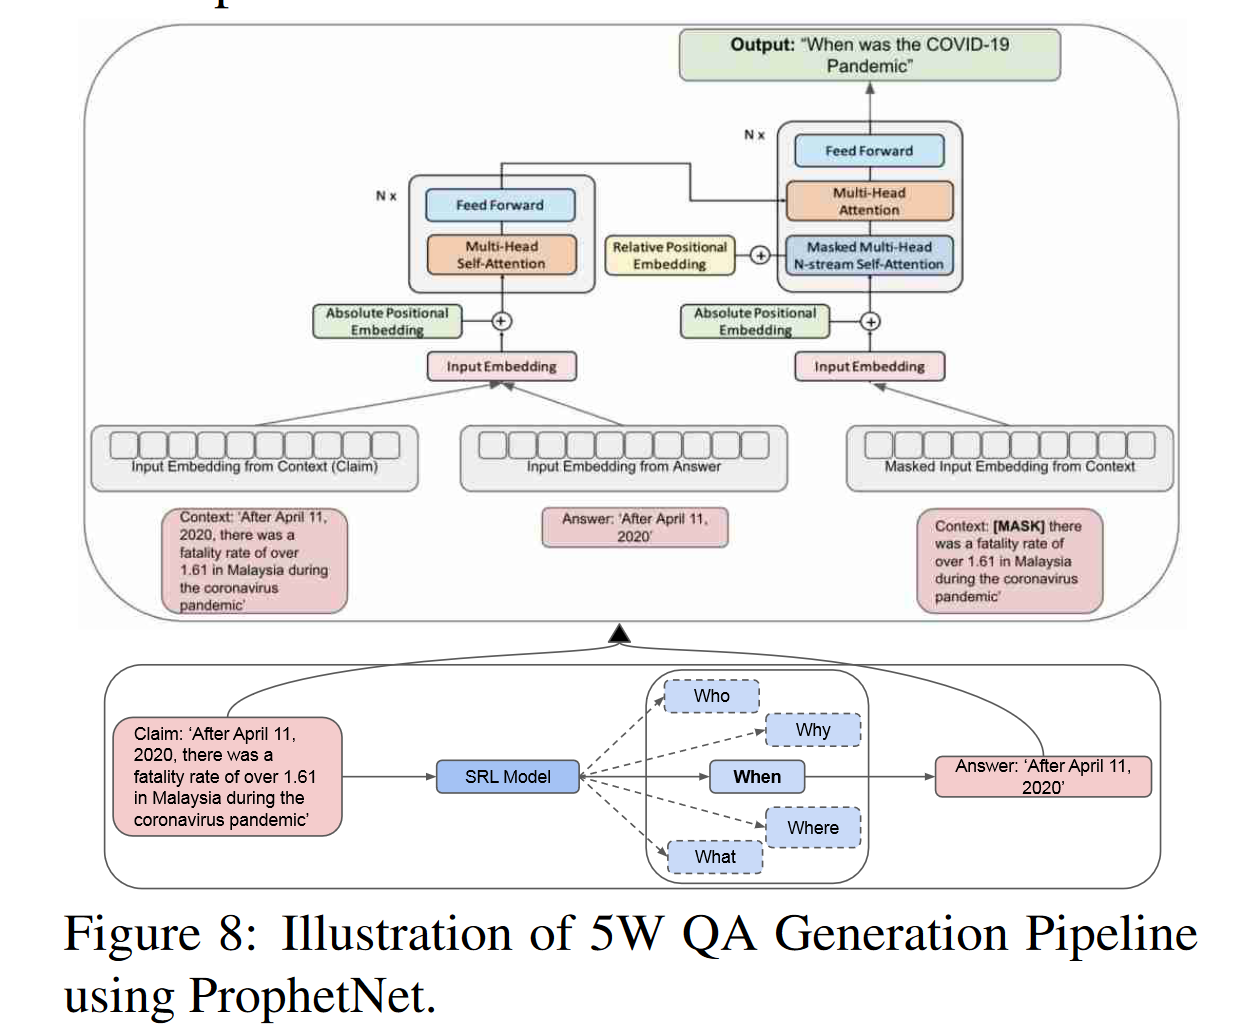 Output: “When was the COVID-19
Pandemic”
N x
Feed Forward
Multi-Head
Attention
Masked Multi-Head
N-stream Self-Attention
Relative Positional
Embedding
+
N x
Feed Forward
Multi-Head
Self-Attention
Absolute Positional
Embedding
+
Absolute Positional
Embedding
+
Input Embedding
Input Embedding
Input Embedding from Context (Claim)
Input Embedding from Answer
Masked Input Embedding from Context
Context: ‘After April 11,
2020, there was a
fatality rate of over
1.61 in Malaysia during
the coronavirus
pandemic’
Answer: ‘After April 11,
2020’
Context: [MASK] there
was a fatality rate of
over 1.61 in Malaysia
during the coronavirus
pandemic’
Claim: ‘After April 11,
2020, there was a
fatality rate of over 1.61
in Malaysia during the
coronavirus pandemic’
SRL Model
Who
Why
When
Where
What
Answer: ‘After April 11,
2020’
Figure 8: Illustration of 5W QA Generation Pipeline
using ProphetNet.